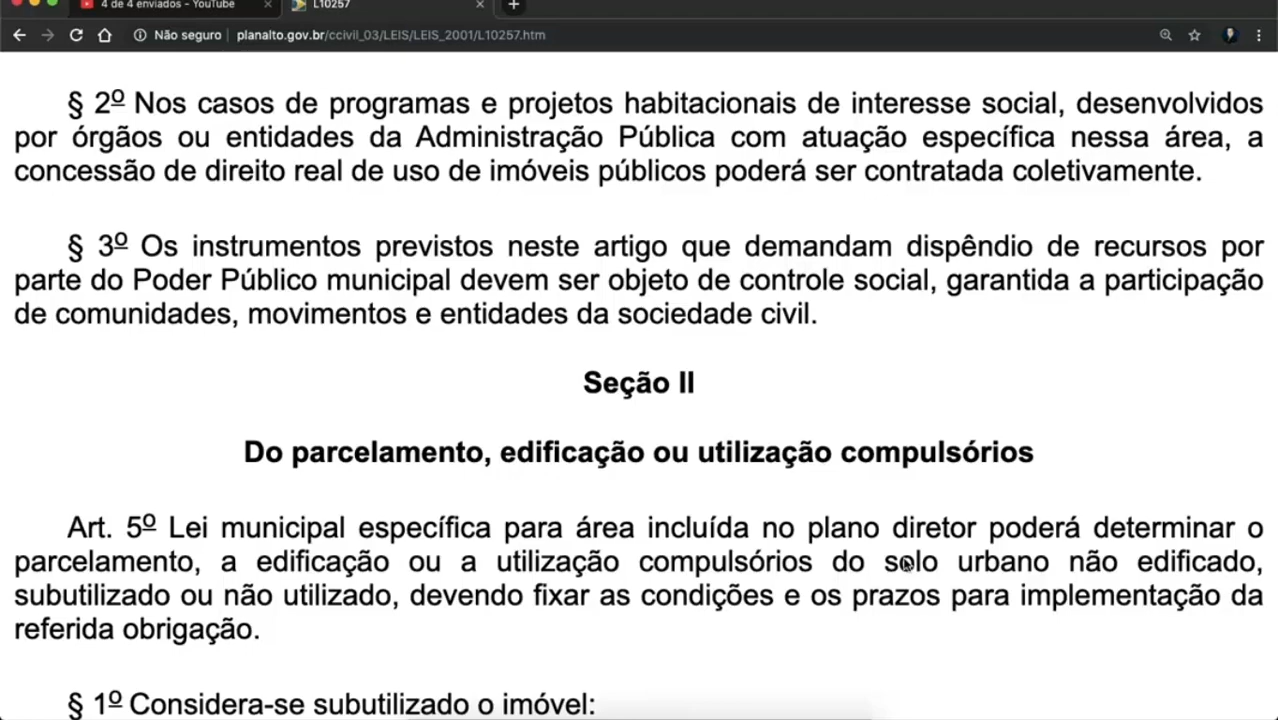 4 de 4 enviados - YouTube
L10257
Não seguro
planalto.gov.br/ccivil_03/LEIS/LEIS_2001/L10257.htm
§ 2º Nos casos de programas e projetos habitacionais de interesse social, desenvolvidos
por órgãos ou entidades da Administração Pública com atuação específica nessa área, a
concessão de direito real de uso de imóveis públicos poderá ser contratada coletivamente.
§ 3º Os instrumentos previstos neste artigo que demandam dispêndio de recursos por
parte do Poder Público municipal devem ser objeto de controle social, garantida a participação
de comunidades, movimentos e entidades da sociedade civil.
Seção II
Do parcelamento, edificação ou utilização compulsórios
Art. 5º Lei municipal específica para área incluída no plano diretor poderá determinar o
parcelamento, a edificação ou a utilização compulsórios do solo urbano não edificado,
subutilizado ou não utilizado, devendo fixar as condições e os prazos para implementação da
referida obrigação.
§ 1º Considera-se subutilizado o imóvel: